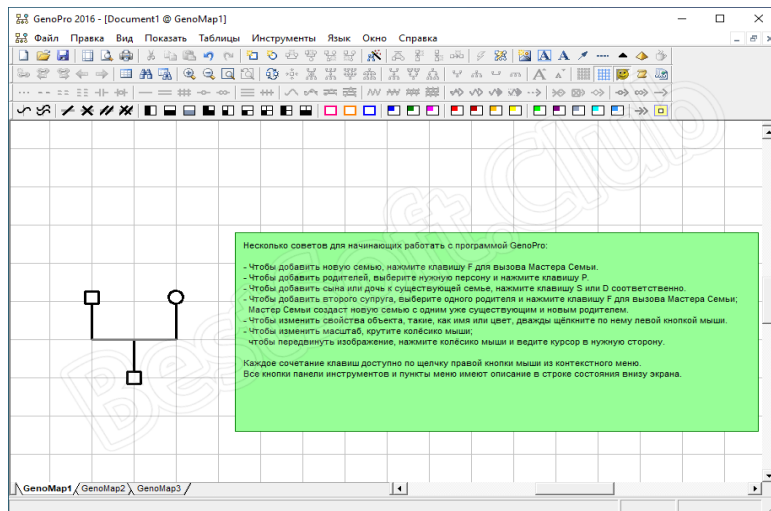 GenoPro 2016 - [Document1 @ GenoMap1]
Файл Правка Вид Показать Таблицы Инструменты Язык Окно Справка
Несколько советов для начинающих работать с программой GenoPro:
- Чтобы добавить новую семью, нажмите клавишу F для вызова Мастера Семьи.
- Чтобы добавить родителей, выберите нужную персону и нажмите клавишу P.
- Чтобы добавить сына или дочь к существующей семье, нажмите клавишу S или D соответственно.
- Чтобы добавить второго супруга, выберите одного родителя и нажмите клавишу F для вызова Мастера Семьи;
Мастер Семьи создаст новую семью с одним уже существующим и новым родителем.
- Чтобы изменить свойства объекта, такие, как имя или цвет, дважды щёлкните по нему левой кнопкой мыши.
- Чтобы изменить масштаб, крутите колёсико мыши;
чтобы передвинуть изображение, нажмите колёсико мыши и ведите курсор в нужную сторону.
Каждое сочетание клавиш доступно по щелчку правой кнопки мыши из контекстного меню.
Все кнопки панели инструментов и пункты меню имеют описание в строке состояния внизу экрана.
BestSoft.Club
GenoMap1 GenoMap2 GenoMap3